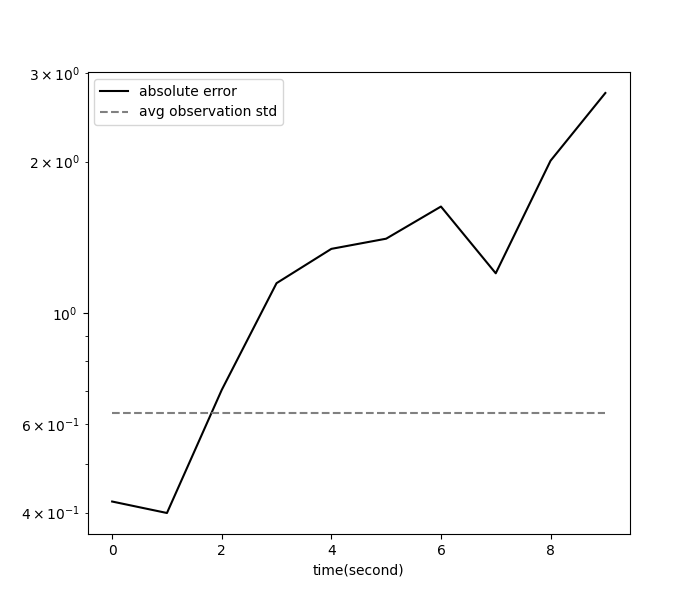 absolute error
avg observation std
3 × 10⁰
2 × 10⁰
10⁰
6 × 10⁻¹
4 × 10⁻¹
0 2 4 6 8
time(second)